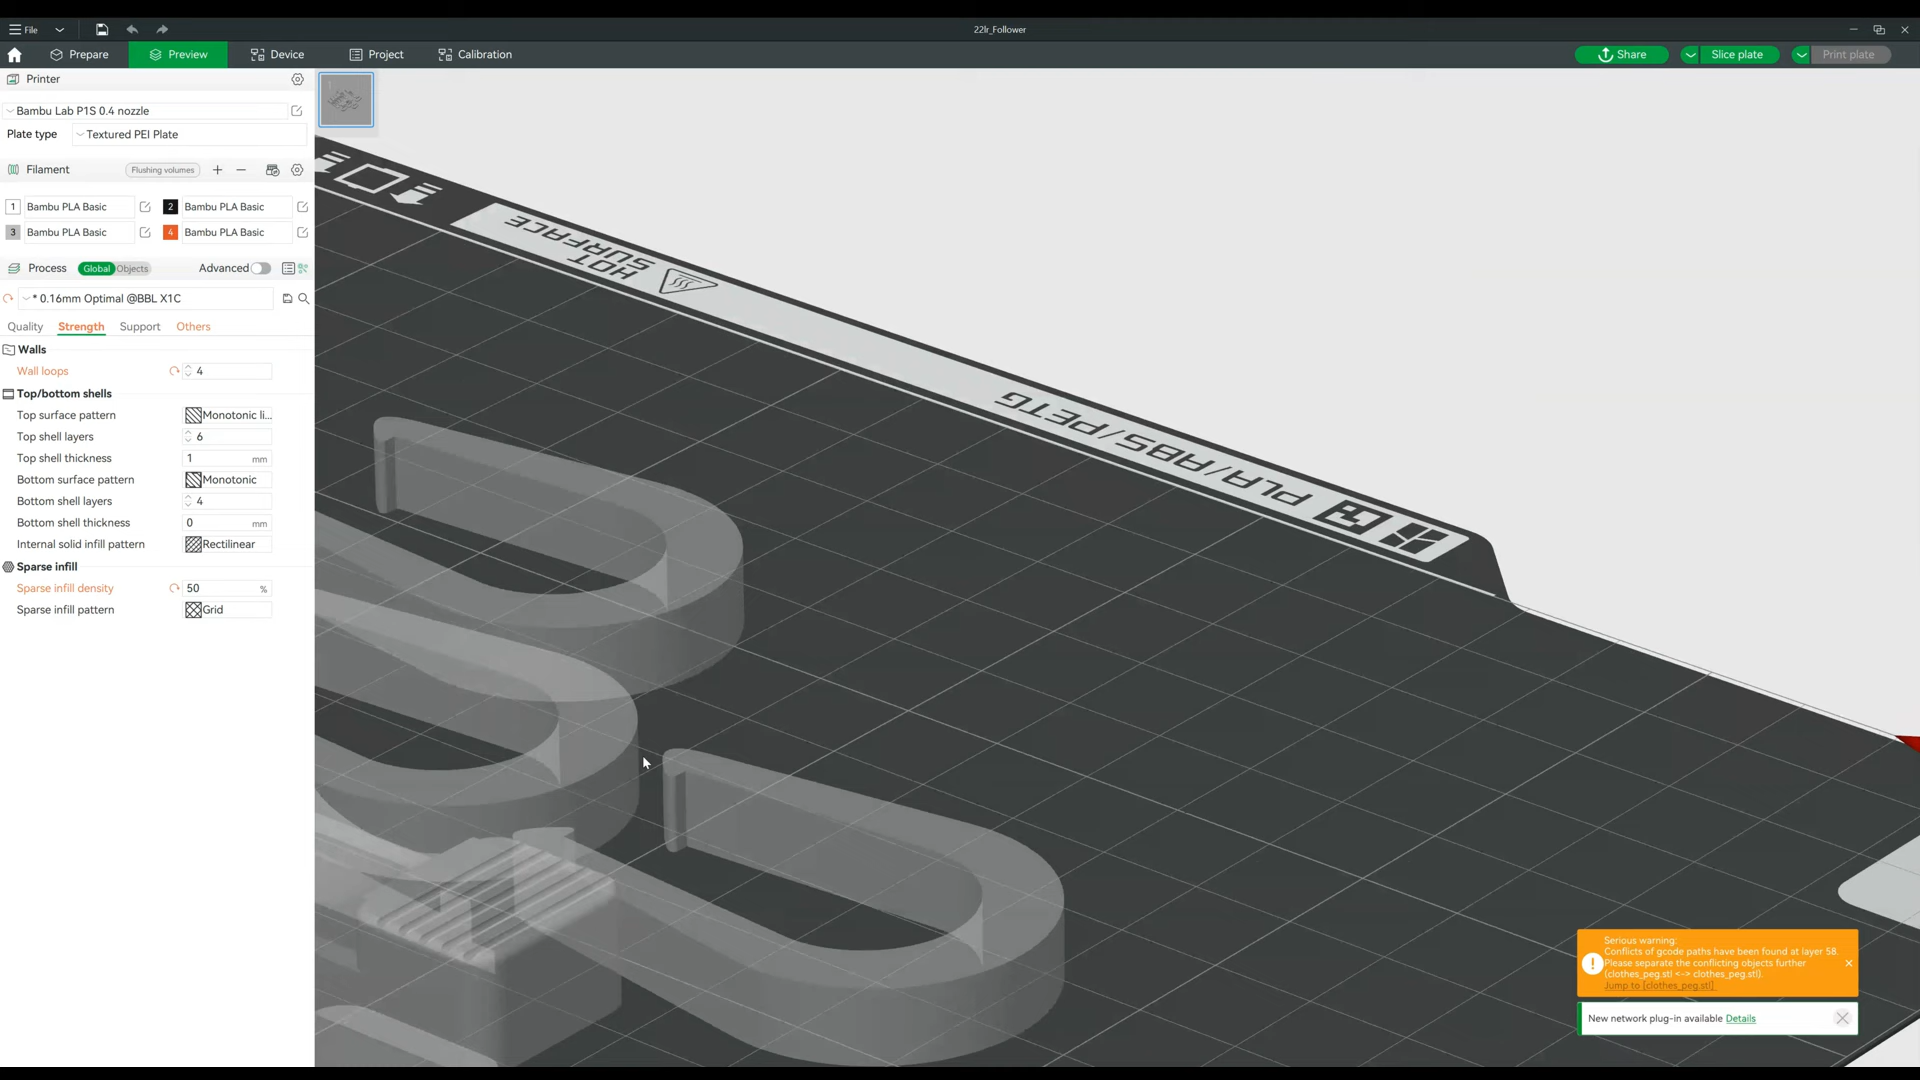 File
22lr_Follower
Prepare
Preview
Device
Project
Calibration
Share
Slice plate
Print plate
Printer
Bambu Lab P1S 0.4 nozzle
Plate type
Textured PEI Plate
Filament
Flushing volumes
1 Bambu PLA Basic
2 Bambu PLA Basic
3 Bambu PLA Basic
4 Bambu PLA Basic
Process
Global
Objects
Advanced
* 0.16mm Optimal @BBL X1C
Quality
Strength
Support
Others
Walls
Wall loops
4
Top/bottom shells
Top surface pattern
Monotonic li...
Top shell layers
6
Top shell thickness
1 mm
Bottom surface pattern
Monotonic
Bottom shell layers
4
Bottom shell thickness
0 mm
Internal solid infill pattern
Rectilinear
Sparse infill
Sparse infill density
50 %
Sparse infill pattern
Grid
HOT
SURFACE
PLA/ABS/PETG
Serious warning:
Conflicts of gcode paths have been found at layer 58.
Please separate the conflicting objects further
(clothes_peg.stl <-> clothes_peg.stl).
Jump to [clothes_peg.stl]
New network plug-in available Details